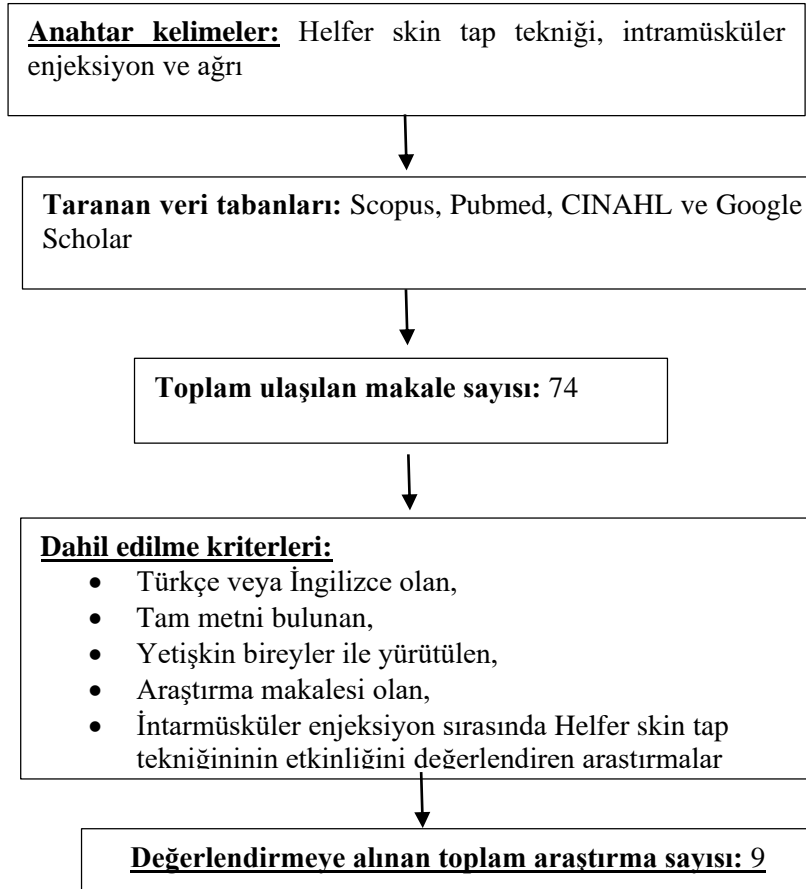 Anahtar kelimeler: Helfer skin tap tekniği, intramüsküler
enjeksiyon ve ağrı
Taranan veri tabanları: Scopus, Pubmed, CINAHL ve Google
Scholar
Toplam ulaşılan makale sayısı: 74
Dahil edilme kriterleri:
• Türkçe veya İngilizce olan,
• Tam metni bulunan,
• Yetişkin bireyler ile yürütülen,
• Araştırma makalesi olan,
• İntarmüsküler enjeksiyon sırasında Helfer skin tap
tekniğininin etkinliğini değerlendiren araştırmalar
Değerlendirmeye alınan toplam araştırma sayısı: 9